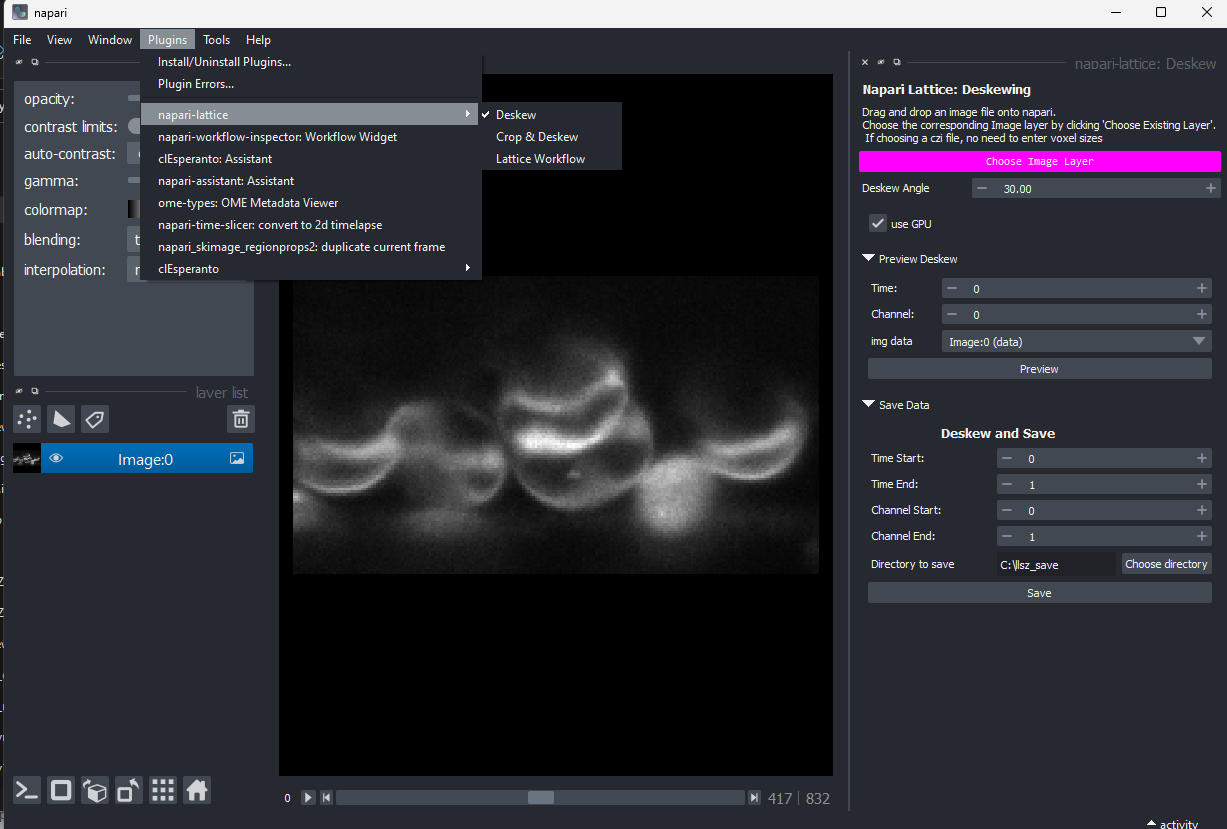 napari
File View Window Plugins Tools Help
Install/Uninstall Plugins...
Plugin Errors...
napari-lattice
napari-workflow-inspector: Workflow Widget
clEsperanto: Assistant
napari-assistant: Assistant
ome-types: OME Metadata Viewer
napari-time-slicer: convert to 2d timelapse
napari_skimage_regionprops2: duplicate current frame
clEsperanto
Deskew
Crop & Deskew
Lattice Workflow
opacity:
contrast limits:
auto-contrast:
gamma:
colormap:
blending:
interpolation:
layer list
Image:0
0
417 | 832
napari-lattice: Deskew
Napari Lattice: Deskewing
Drag and drop an image file onto napari.
Choose the corresponding Image layer by clicking 'Choose Existing Layer'.
If choosing a czi file, no need to enter voxel sizes
Choose Image Layer
Deskew Angle 30.00
use GPU
Preview Deskew
Time: 0
Channel: 0
img data Image:0 (data)
Preview
Save Data
Deskew and Save
Time Start: 0
Time End: 1
Channel Start: 0
Channel End: 1
Directory to save C:\llsz_save Choose directory
Save
activity